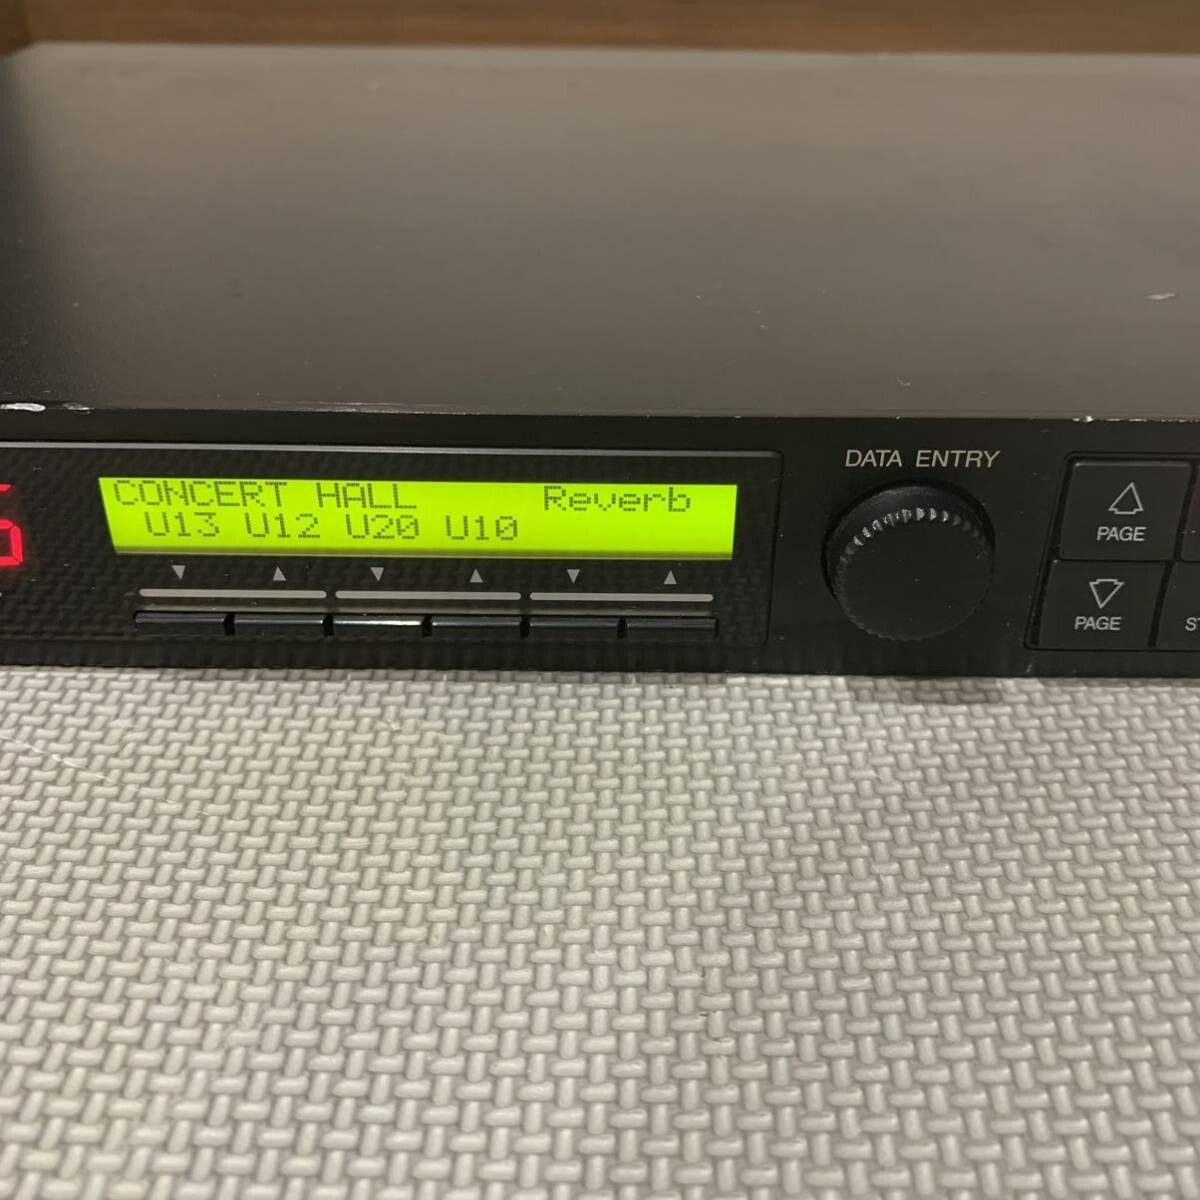 CONCERT HALL Reverb
U13 U12 U20 U10
DATA ENTRY
PAGE
PAGE